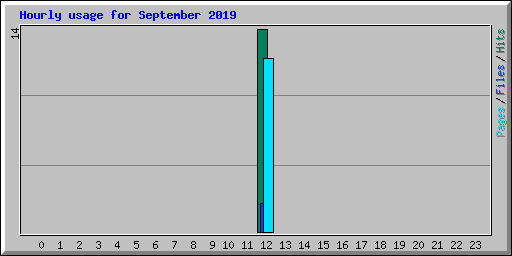 Hourly usage for September 2019
14
Pages/Files/Hits
0 1 2 3 4 5 6 7 8 9 10 11 12 13 14 15 16 17 18 19 20 21 22 23